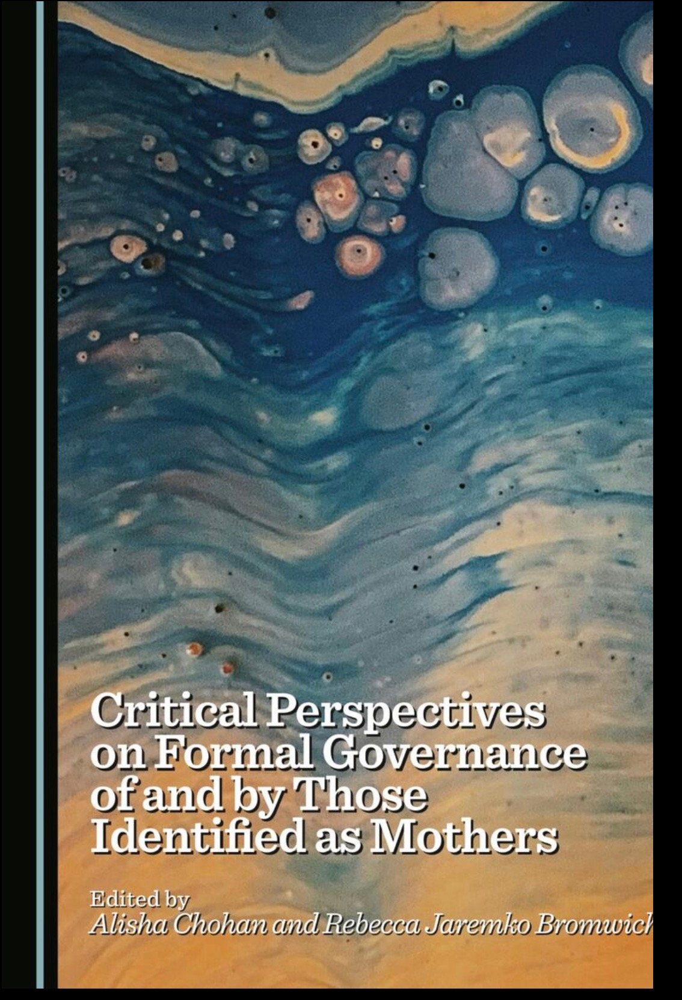 Critical Perspectives
on Formal Governance
of and by Those
Identified as Mothers
Edited by
Alisha Chohan and Rebecca Jaremko Bromwich